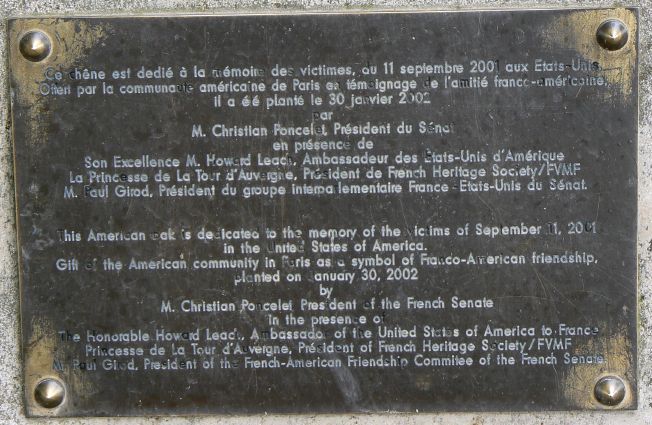 Ce chêne est dedié à la mémoire des victimes, du 11 septembre 2001 aux Etats-Unis,
Offert par la communauté américaine de Paris en témoignage de l'amitié franco-américaine,
il a éé planté le 30 janvier 2002
par
M. Christian Poncelet, Président du Sénat
en présence de
Son Excellence M. Howard Leach, Ambassadeur des Etats-Unis d'Amérique
La Princesse de La Tour d'Auvergne, Président de French Heritage Society/FVMF
M. Paul Girod, Président du groupe interpalementaire France-Etats-Unis du Sénat.
This American oak is dedicated to the memory of the victims of Sepember 11, 2001
in the United States of America.
Gift of the American community in Paris as a symbol of Franco-American friendship,
planted on January 30, 2002
by
M. Christian Poncelet President of the French Senate
In the presence of
The Honorable Howard Leach, Ambassador of the United States of America to France
Princesse de La Tour d'Auvergne, President of French Heritage Society/FVMF
M. Paul Girod, President of the French-American Friendship Commitee of the French Senate.